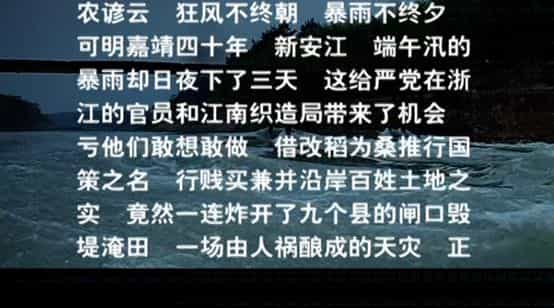 农谚云　狂风不终朝　暴雨不终夕
可明嘉靖四十年　新安江　端午汛的
暴雨却日夜下了三天　这给严党在浙
江的官员和江南织造局带来了机会
亏他们敢想敢做　借改稻为桑推行国
策之名　行贱买兼并沿岸百姓土地之
实　竟然一连炸开了九个县的闸口毁
堤淹田　一场由人祸酿成的天灾　正